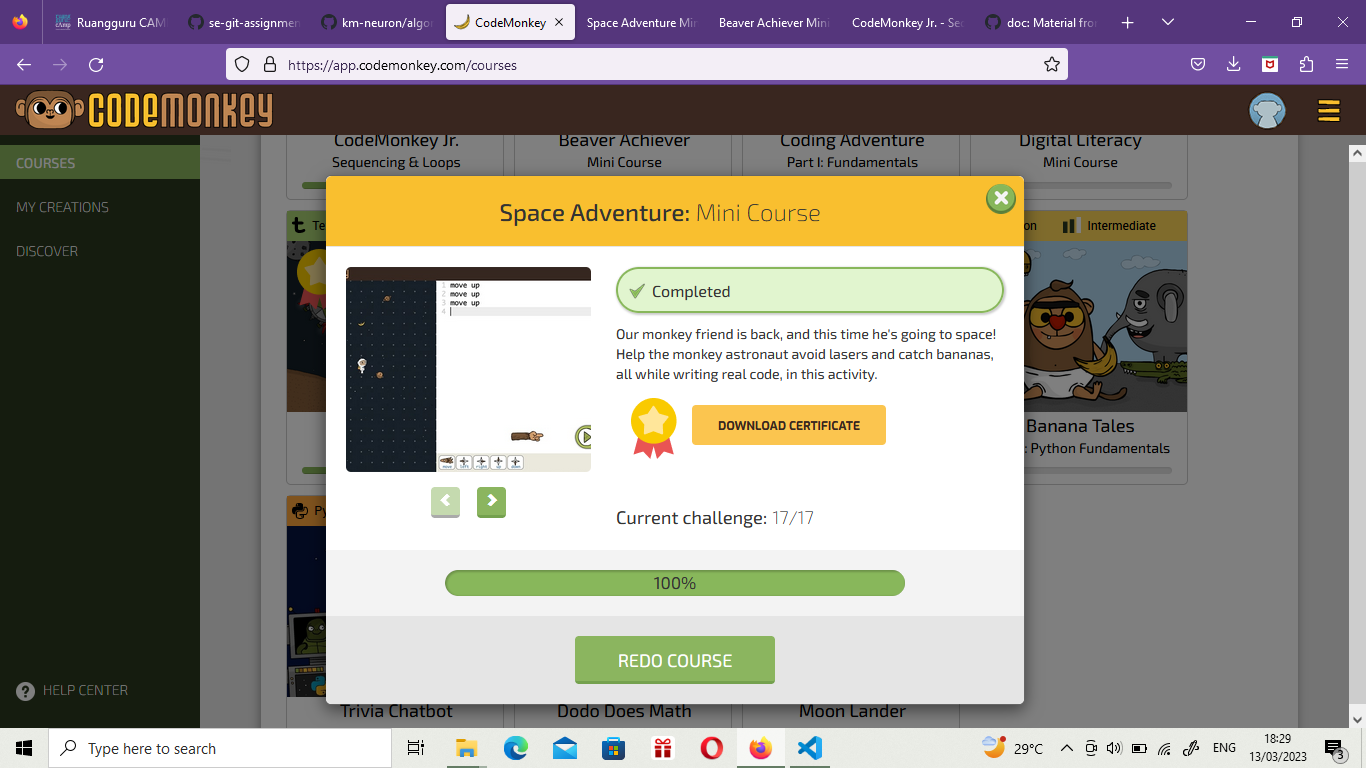 Ruangguru CAM
se-git-assignmen
km-neuron/algo
CodeMonkey
Space Adventure Mi
Beaver Achiever Mini
CodeMonkey Jr. - Se
doc: Material fro
https://app.codemonkey.com/courses
CODEMONKEY
COURSES
MY CREATIONS
DISCOVER
HELP CENTER
CodeMonkey Jr.
Sequencing & Loops
Beaver Achiever
Mini Course
Coding Adventure
Part I: Fundamentals
Digital Literacy
Mini Course
Te
on
Intermediate
Space Adventure: Mini Course
1 move up
2 move up
3 move up
4
Completed
Our monkey friend is back, and this time he's going to space!
Help the monkey astronaut avoid lasers and catch bananas,
all while writing real code, in this activity.
DOWNLOAD CERTIFICATE
Current challenge: 17/17
100%
REDO COURSE
Banana Tales
: Python Fundamentals
Py
Trivia Chatbot
Dodo Does Math
Moon Lander
Type here to search
29°C
ENG
18:29
13/03/2023
3